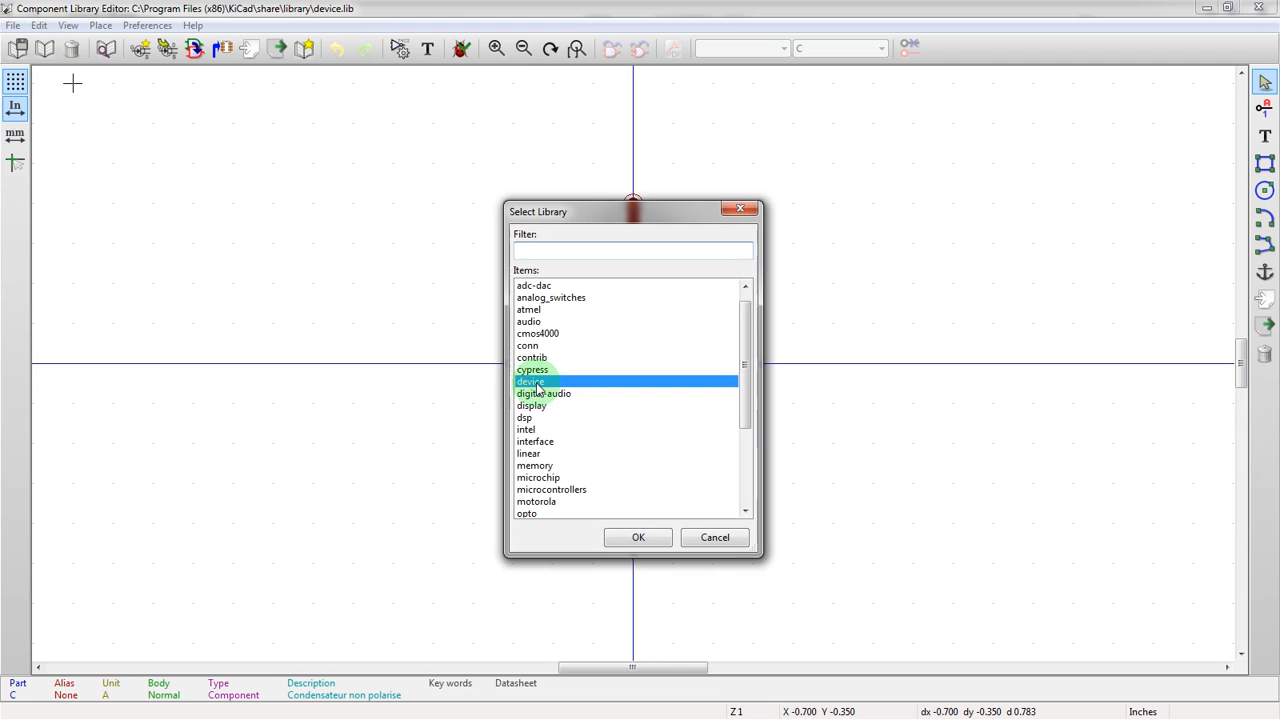 Component Library Editor: C:\Program Files (x86)\KiCad\share\library\device.lib
File Edit View Place Preferences Help
T C
In
mm
A
1
T
Select Library
Filter:
Items:
adc-dac
analog_switches
atmel
audio
cmos4000
conn
contrib
cypress
device
digital-audio
display
dsp
intel
interface
linear
memory
microchip
microcontrollers
motorola
opto
OK Cancel
Part Alias Unit Body Type Description Key words Datasheet
C None A Normal Component Condensateur non polarise
Z 1 X -0.700 Y -0.350 dx -0.700 dy -0.350 d 0.783 Inches